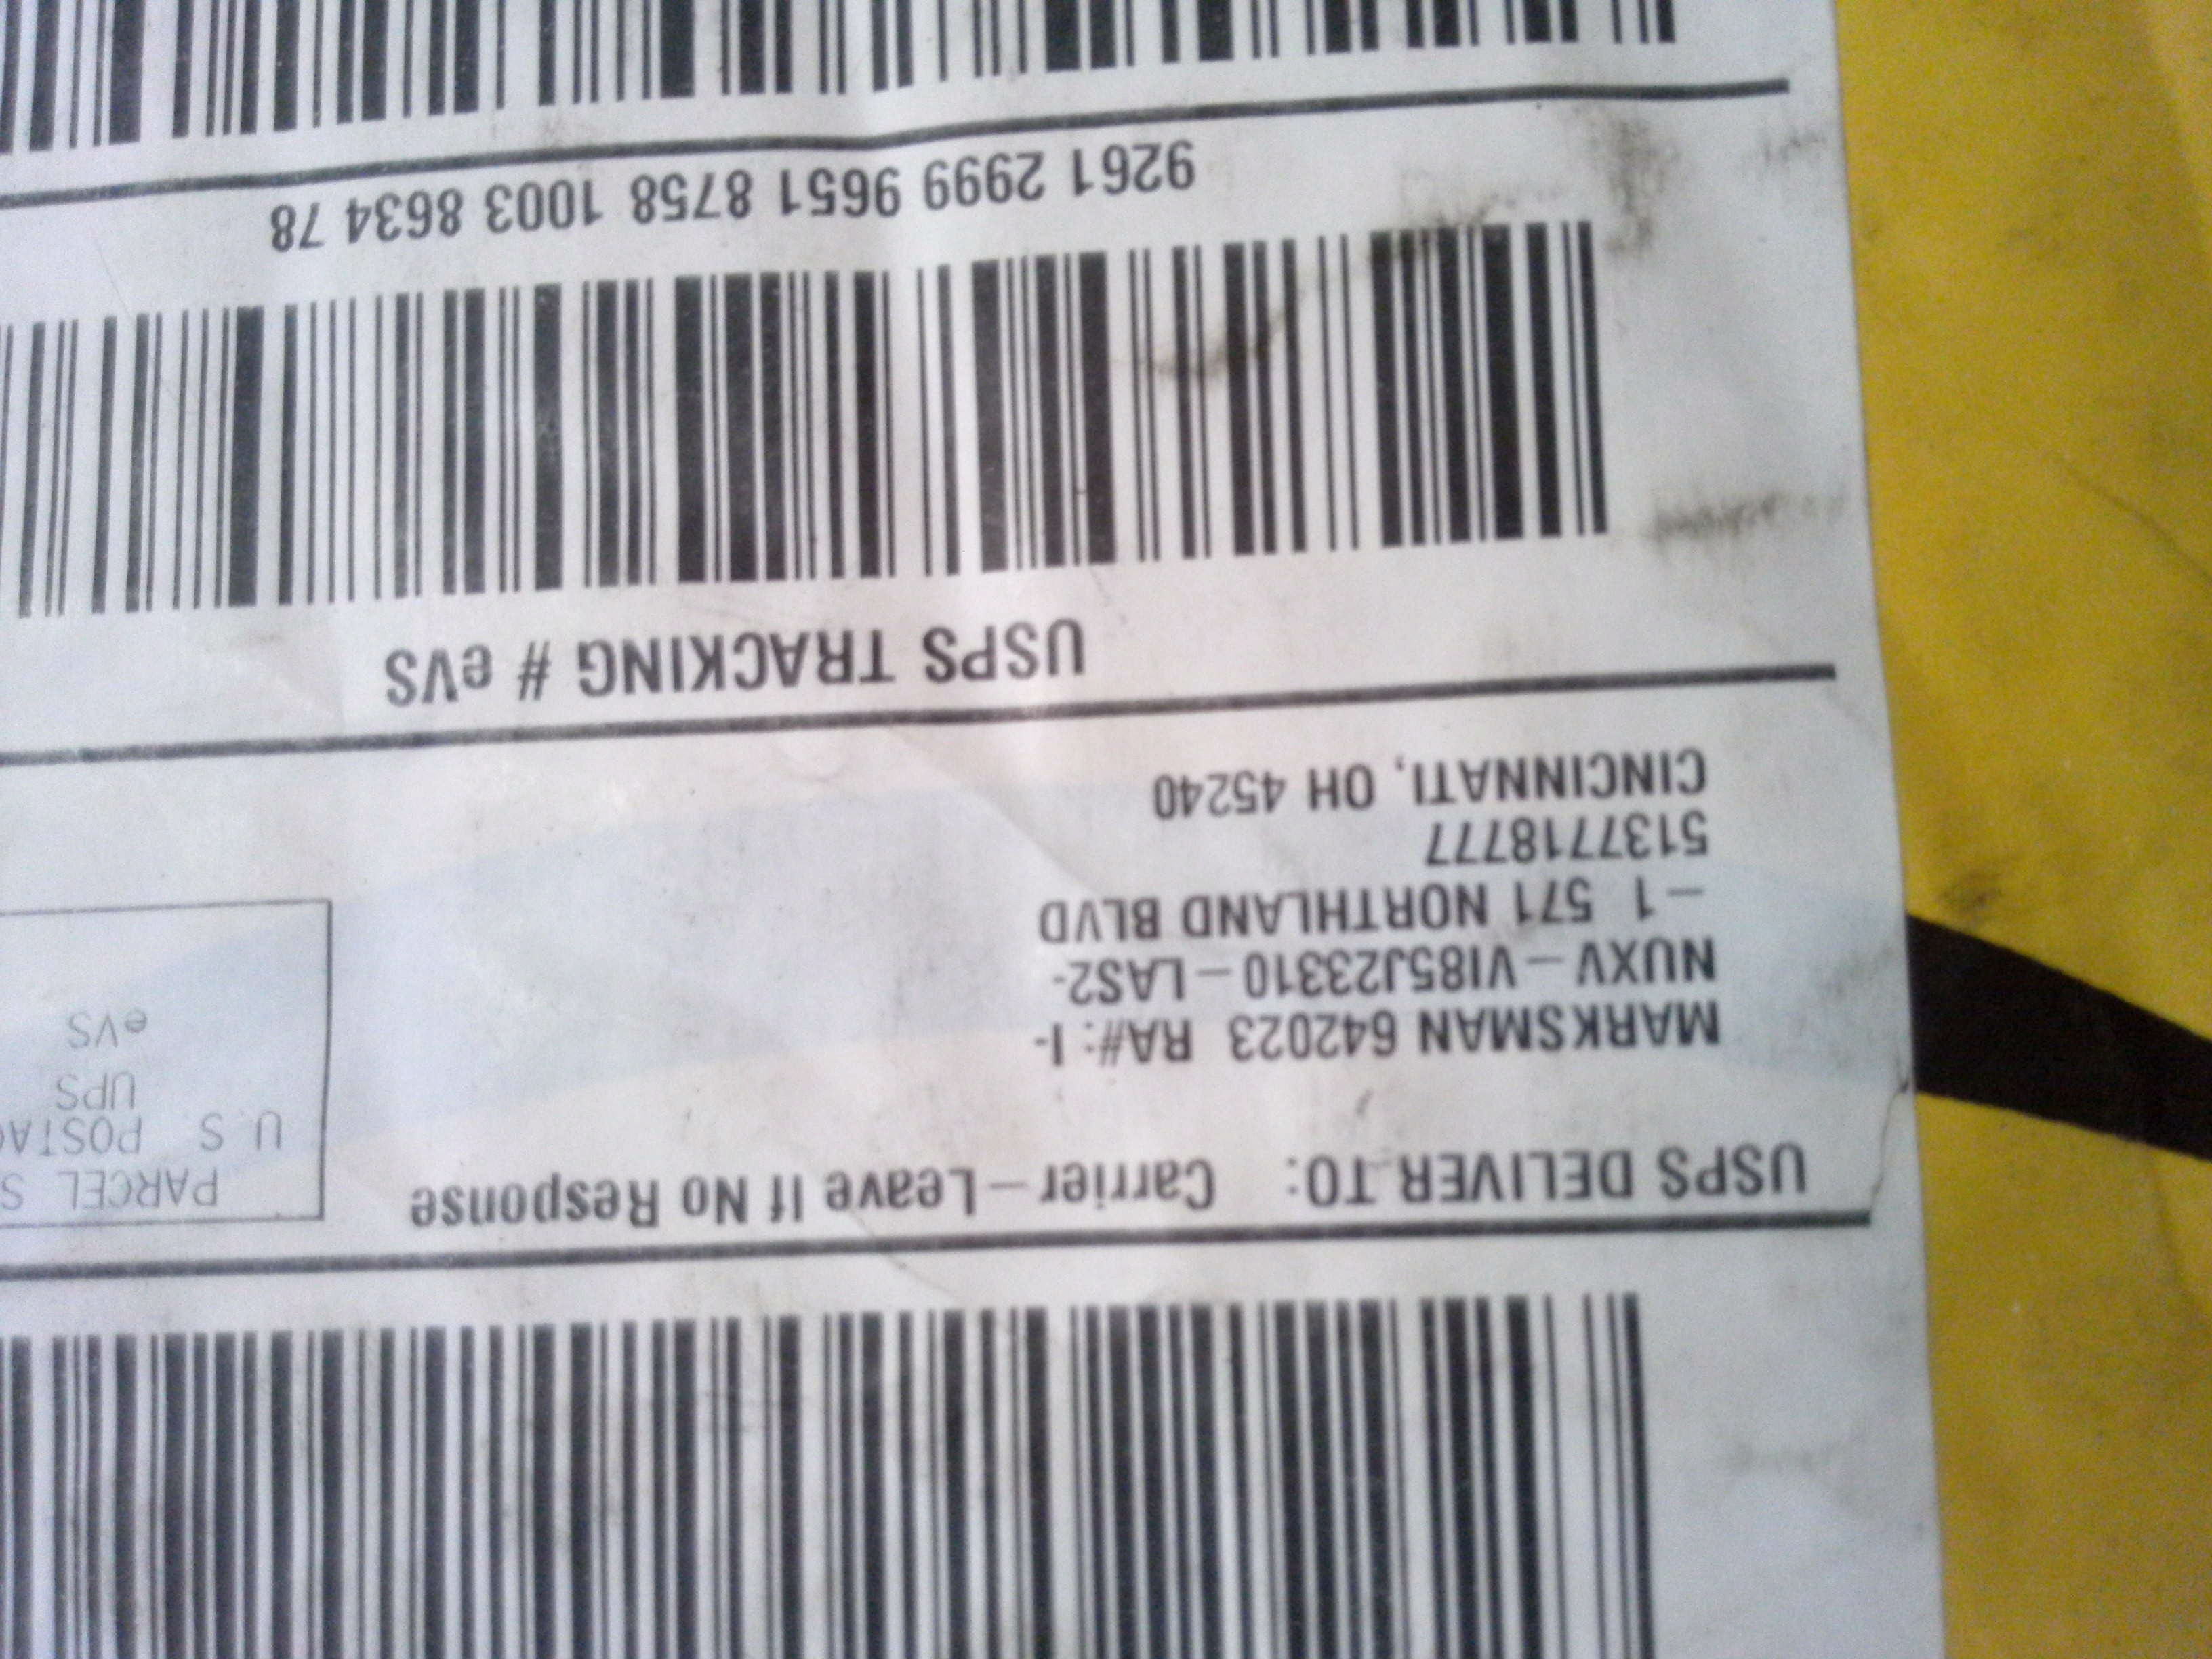 USPS DELIVER TO: Carrier – Leave If No Response
PARCEL S
U.S. POSTAG
UPS
eVS
MARKSMAN 642023 RA#: I-
NUXV – VI85J23310 – LAS2-
– 1 571 NORTHLAND BLVD
5137718777
CINCINNATI, OH 45240
USPS TRACKING # eVS
9261 2999 9651 8758 1003 8634 78